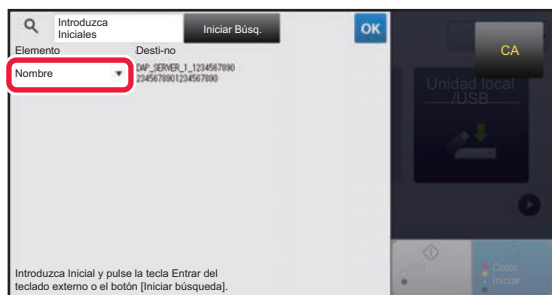 Introduzca
Iniciales
Iniciar Búsq.
OK
CA
Elemento
Desti-no
Nombre
DAP_SERVER_1_1234567890
2345678901234567890
Unidad local
/USB
B/N
Color
Iniciar
Introduzca Inicial y pulse la tecla Entrar del
teclado externo o el botón [Iniciar búsqueda].